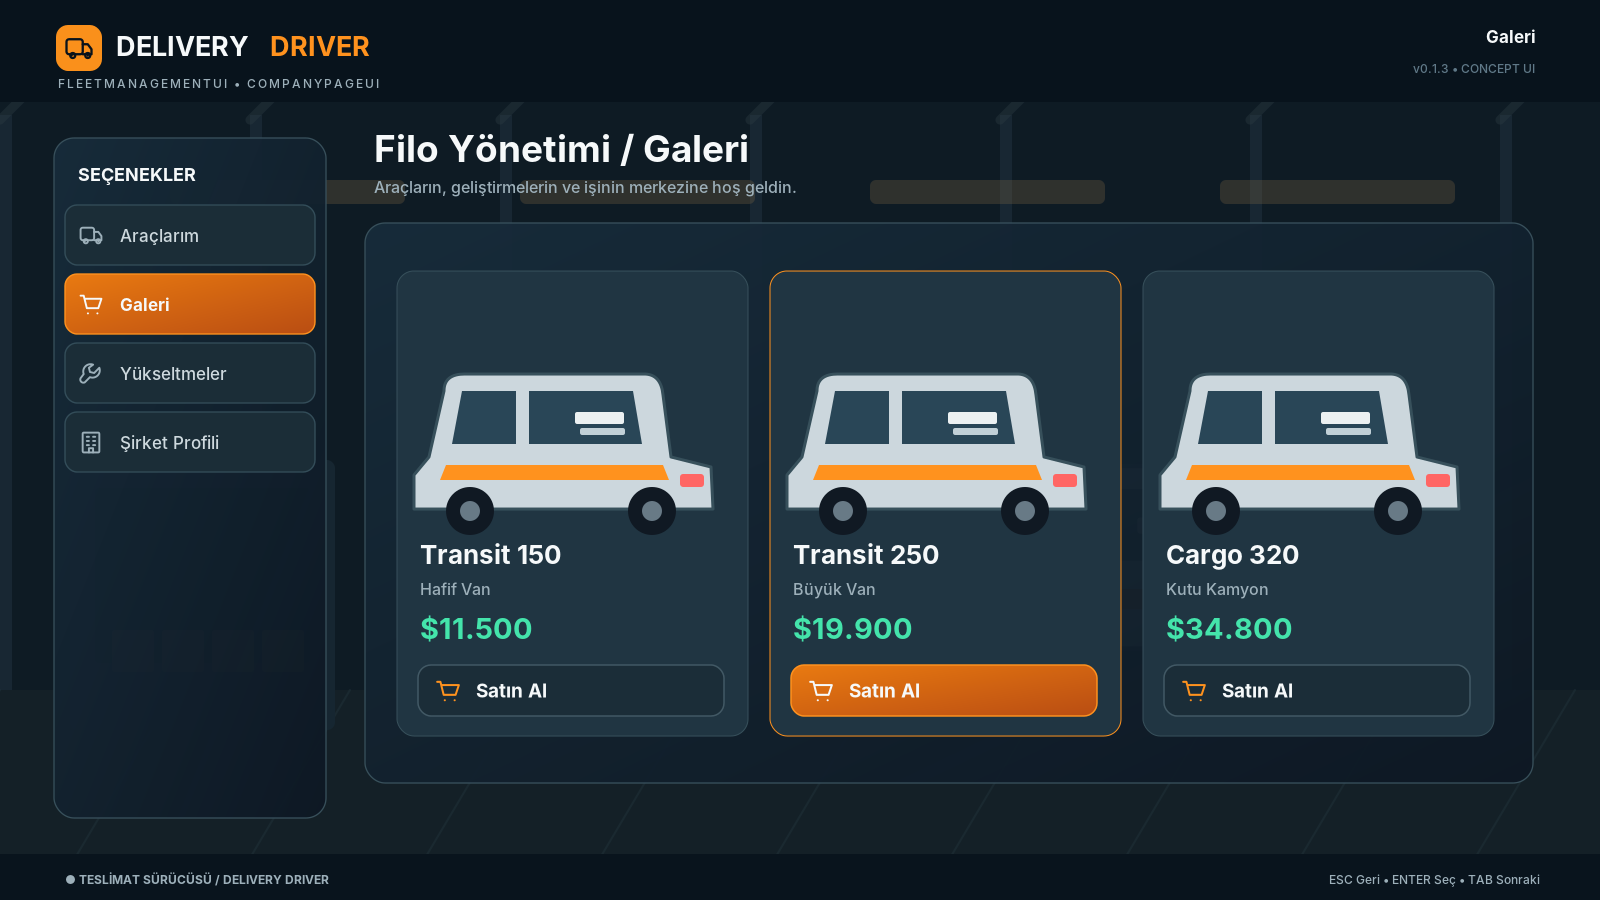 DELIVERY DRIVER
FLEETMANAGEMENTUI • COMPANYPAGEUI
Galeri
v0.1.3 • CONCEPT UI
SEÇENEKLER
Araçlarım
Galeri
Yükseltmeler
Şirket Profili
Filo Yönetimi / Galeri
Araçların, geliştirmelerin ve işinin merkezine hoş geldin.
Transit 150
Hafif Van
$11.500
Satın Al
Transit 250
Büyük Van
$19.900
Satın Al
Cargo 320
Kutu Kamyon
$34.800
Satın Al
TESLİMAT SÜRÜCÜSÜ / DELIVERY DRIVER
ESC Geri • ENTER Seç • TAB Sonraki